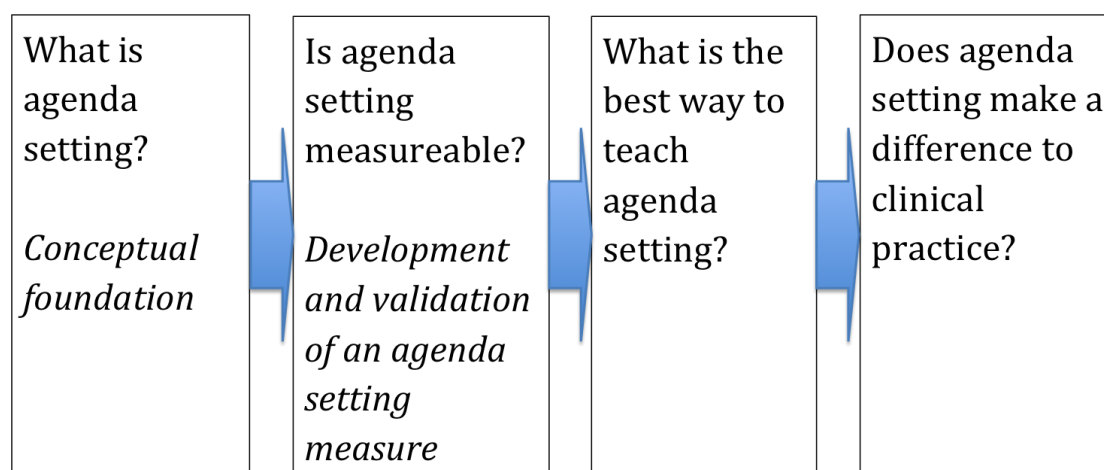 What is
agenda
setting?
Conceptual
foundation
Is agenda
setting
measureable?
Development
and validation
of an agenda
setting
measure
What is the
best way to
teach
agenda
setting?
Does agenda
setting make a
difference to
clinical
practice?